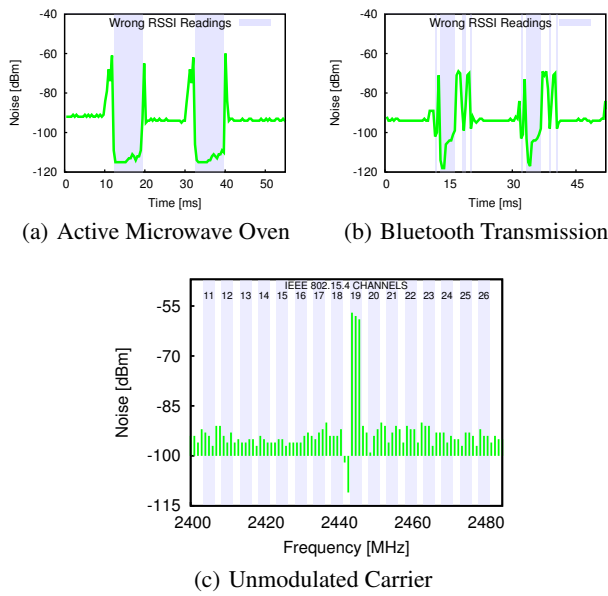 Wrong RSSI Readings
-40
-60
-80
-100
-120
Noise [dBm]
0 10 20 30 40 50
Time [ms]
(a) Active Microwave Oven
Wrong RSSI Readings
-40
-60
-80
-100
-120
Noise [dBm]
0 15 30 45
Time [ms]
(b) Bluetooth Transmission
IEEE 802.15.4 CHANNELS
11 12 13 14 15 16 17 18 19 20 21 22 23 24 25 26
-55
-70
-85
-100
-115
Noise [dBm]
2400 2420 2440 2460 2480
Frequency [MHz]
(c) Unmodulated Carrier